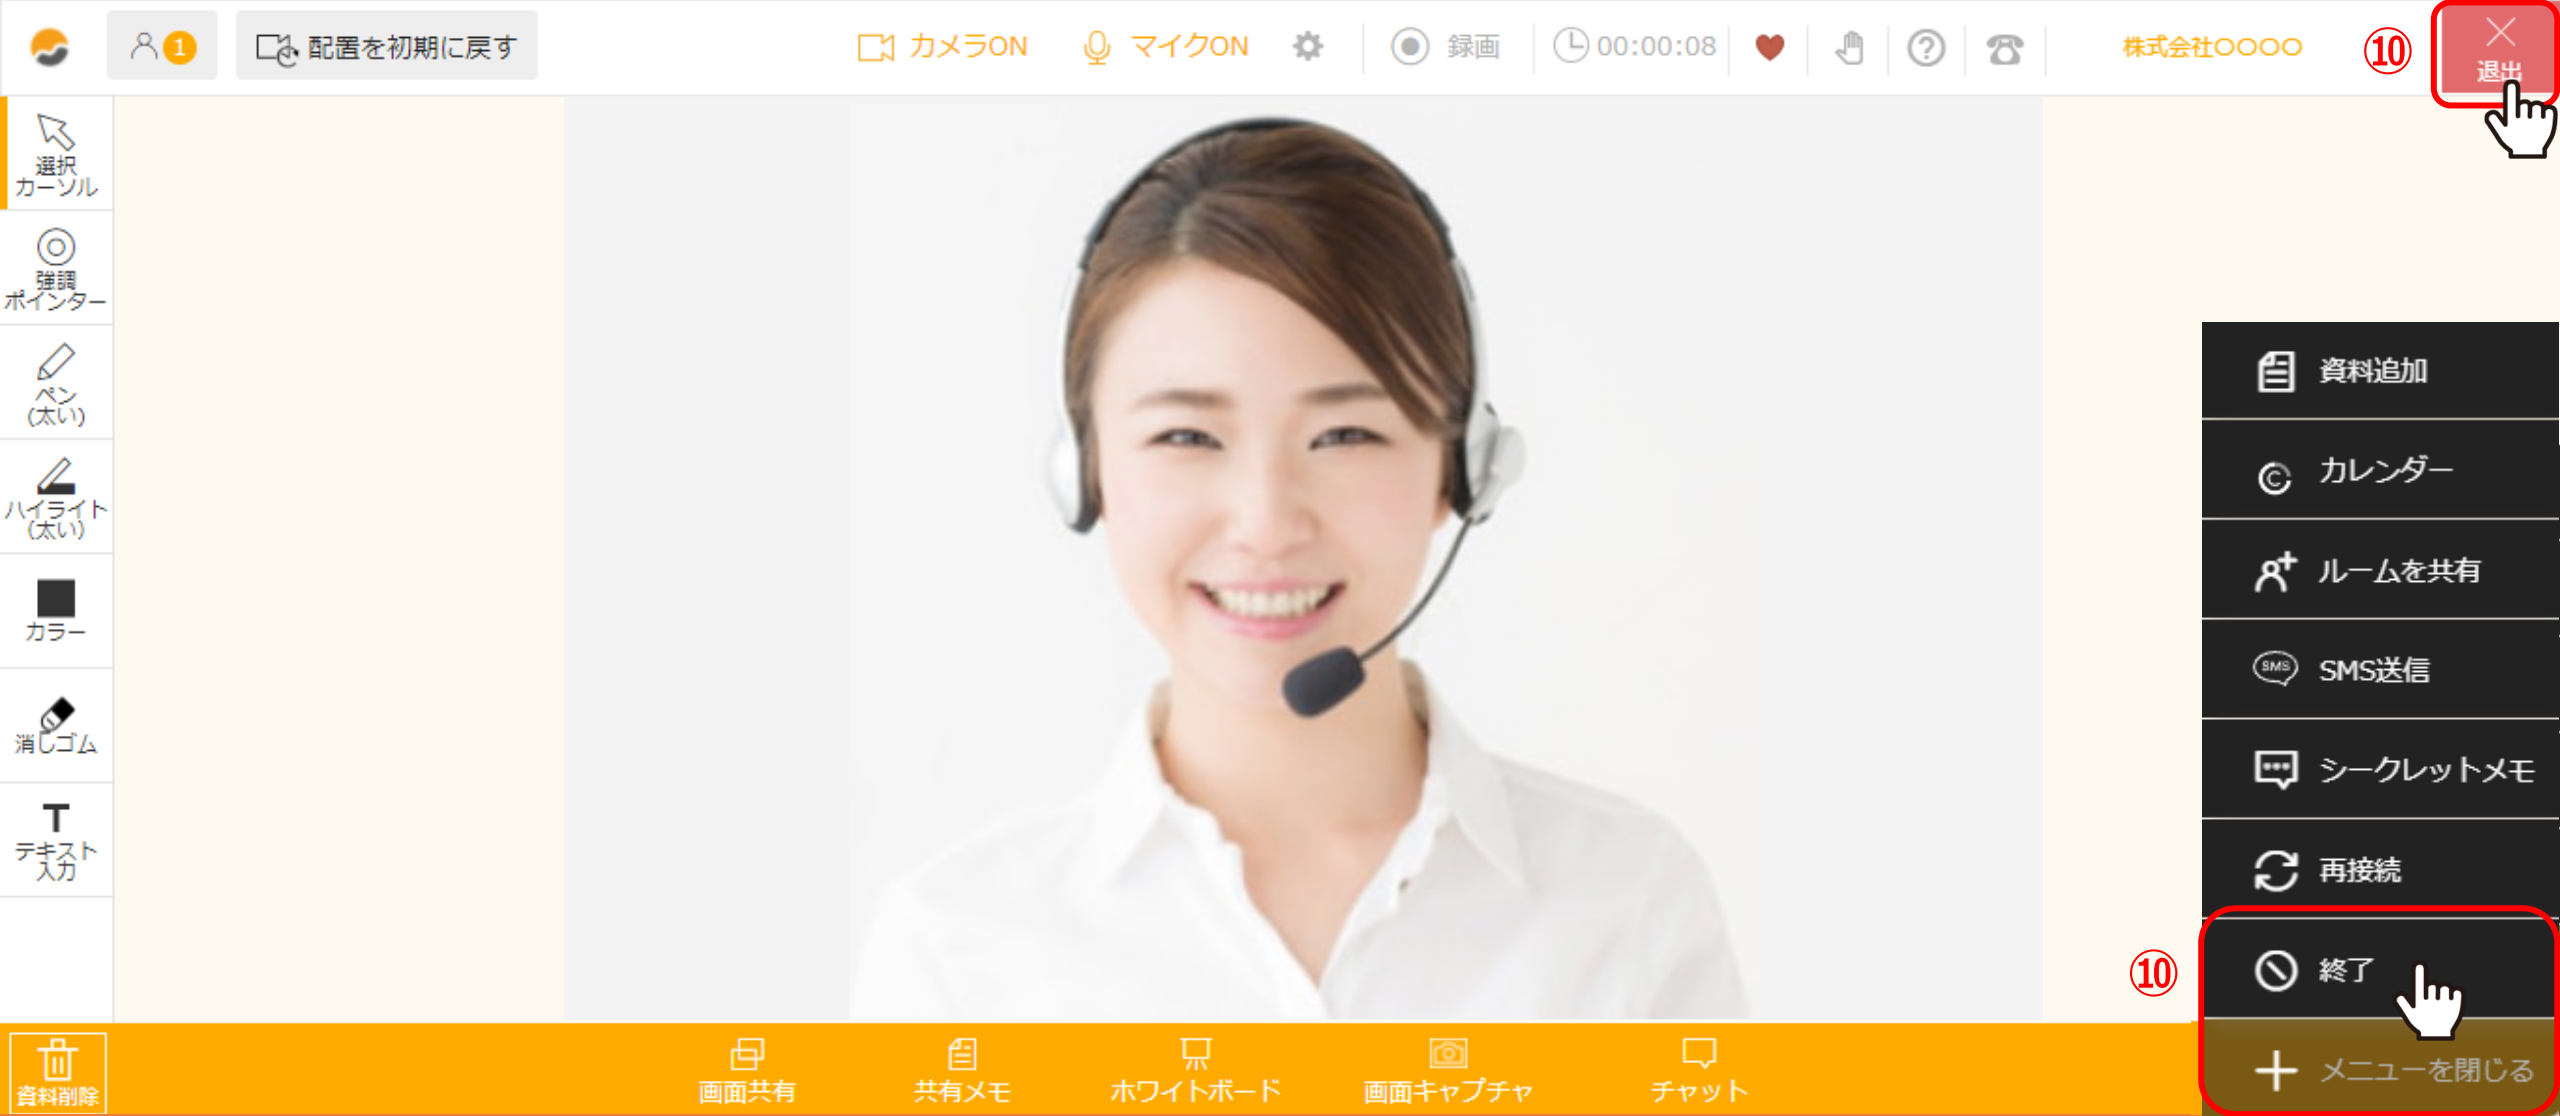 1
配置を初期に戻す
カメラON
マイクON
録画
00:00:08
株式会社〇〇〇〇
⑩
退出
選択
カーソル
強調
ポインター
ペン
(太い)
ハイライト
(太い)
カラー
消しゴム
T
テキスト
入力
資料追加
カレンダー
ルームを共有
SMS
SMS送信
シークレットメモ
再接続
⑩
終了
メニューを閉じる
資料削除
画面共有
共有メモ
ホワイトボード
画面キャプチャ
チャット